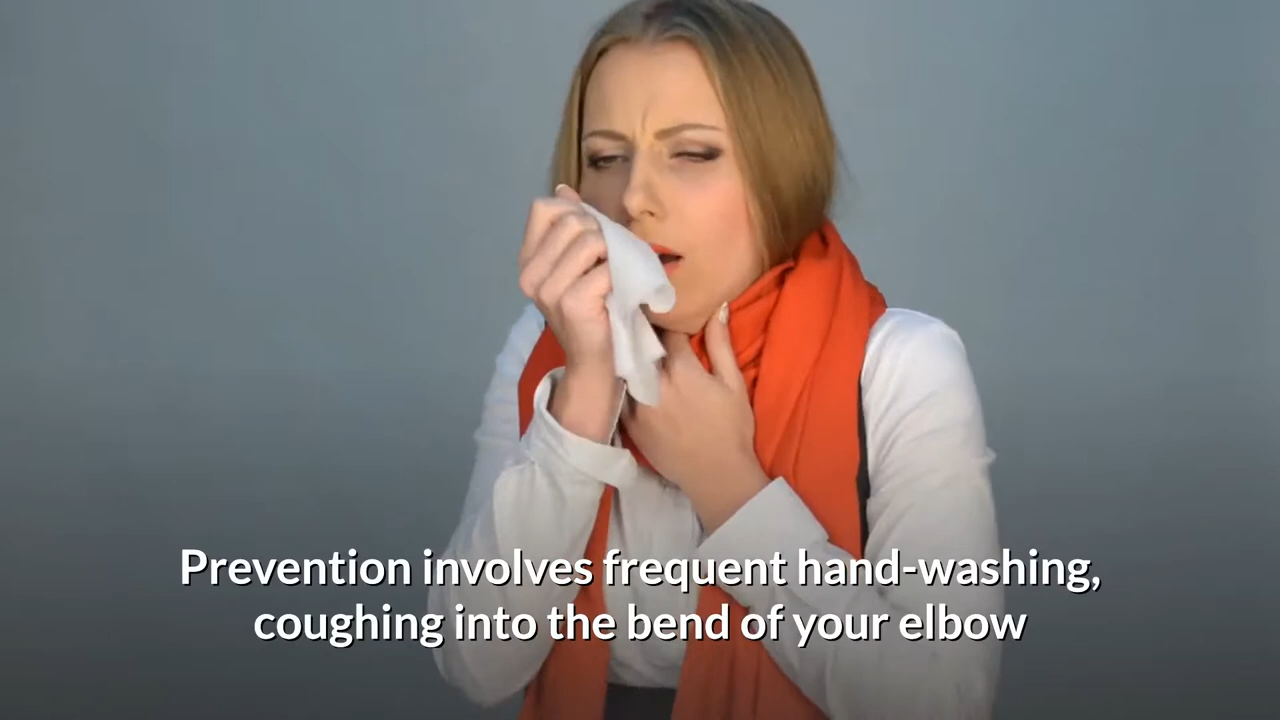 Prevention involves frequent hand-washing,
coughing into the bend of your elbow